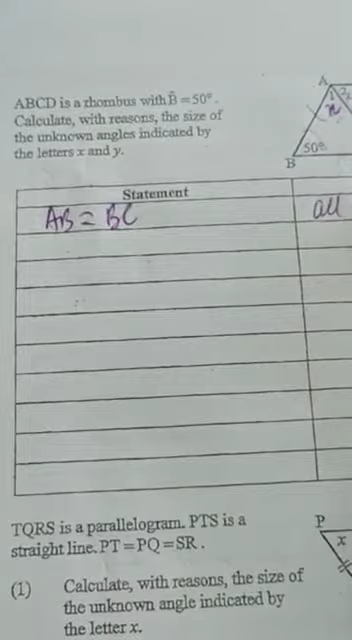 ABCD is a rhombus with B̂ = 50°.
Calculate, with reasons, the size of
the unknown angles indicated by
the letters x and y.
A
1 2
x
50°
B
Statement
AB = BC
all
TQRS is a parallelogram. PTS is a
straight line. PT = PQ = SR.
P
x
(1) Calculate, with reasons, the size of
the unknown angle indicated by
the letter x.